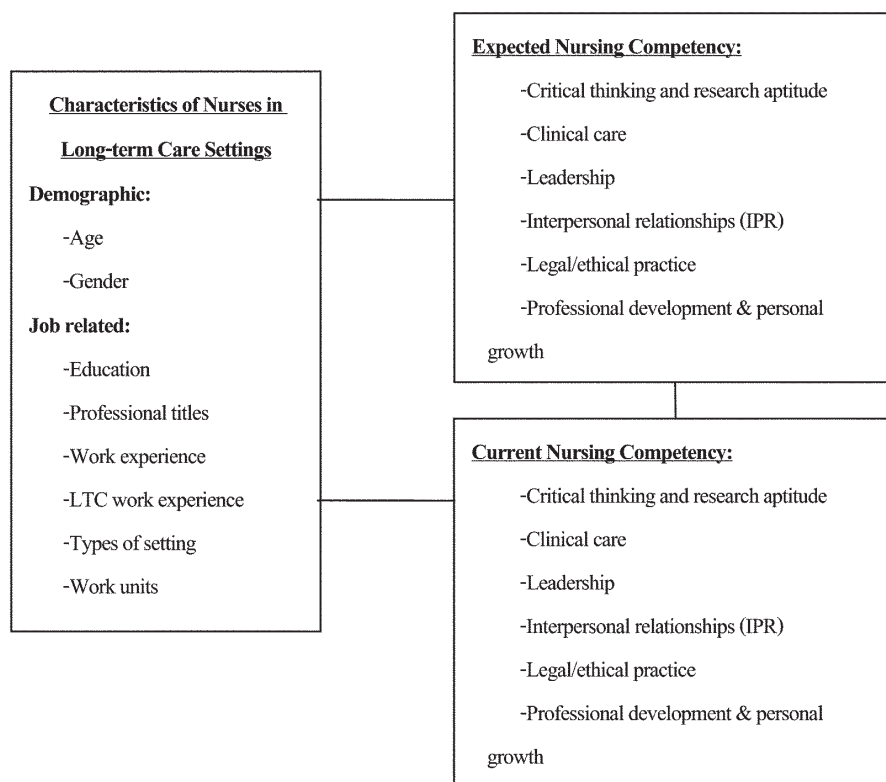 Characteristics of Nurses in
Long-term Care Settings
Demographic:
-Age
-Gender
Job related:
-Education
-Professional titles
-Work experience
-LTC work experience
-Types of setting
-Work units
Expected Nursing Competency:
-Critical thinking and research aptitude
-Clinical care
-Leadership
-Interpersonal relationships (IPR)
-Legal/ethical practice
-Professional development & personal
growth
Current Nursing Competency:
-Critical thinking and research aptitude
-Clinical care
-Leadership
-Interpersonal relationships (IPR)
-Legal/ethical practice
-Professional development & personal
growth